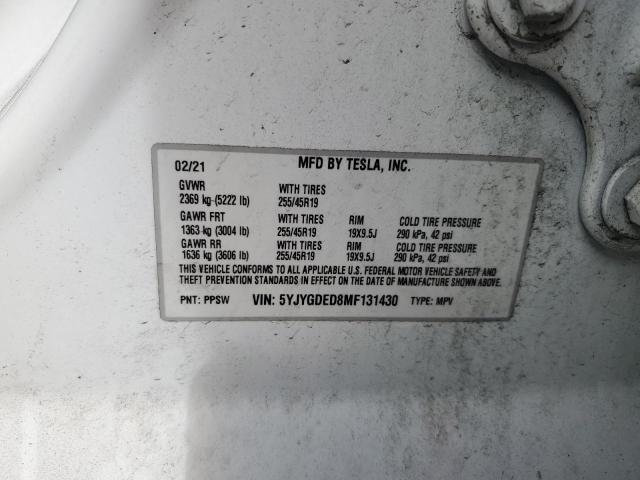 02/21 MFD BY TESLA, INC.
GVWR WITH TIRES
2369 kg-(5222 lb) 255/45R19
GAWR FRT WITH TIRES RIM COLD TIRE PRESSURE
1363 kg-(3004 lb) 255/45R19 19X9.5J 290 kPa, 42 psi
GAWR RR WITH TIRES RIM COLD TIRE PRESSURE
1636 kg (3606 lb) 255/45R19 19X9.5J 290 kPa, 42 psi
THIS VEHICLE CONFORMS TO ALL APPLICABLE U.S. FEDERAL MOTOR VEHICLE SAFETY AND
THEFT PREVENTION STANDARDS IN EFFECT ON THE DATE OF MANUFACTURE SHOWN ABOVE.
PNT: PPSW VIN: 5YJYGDED8MF131430 TYPE: MPV